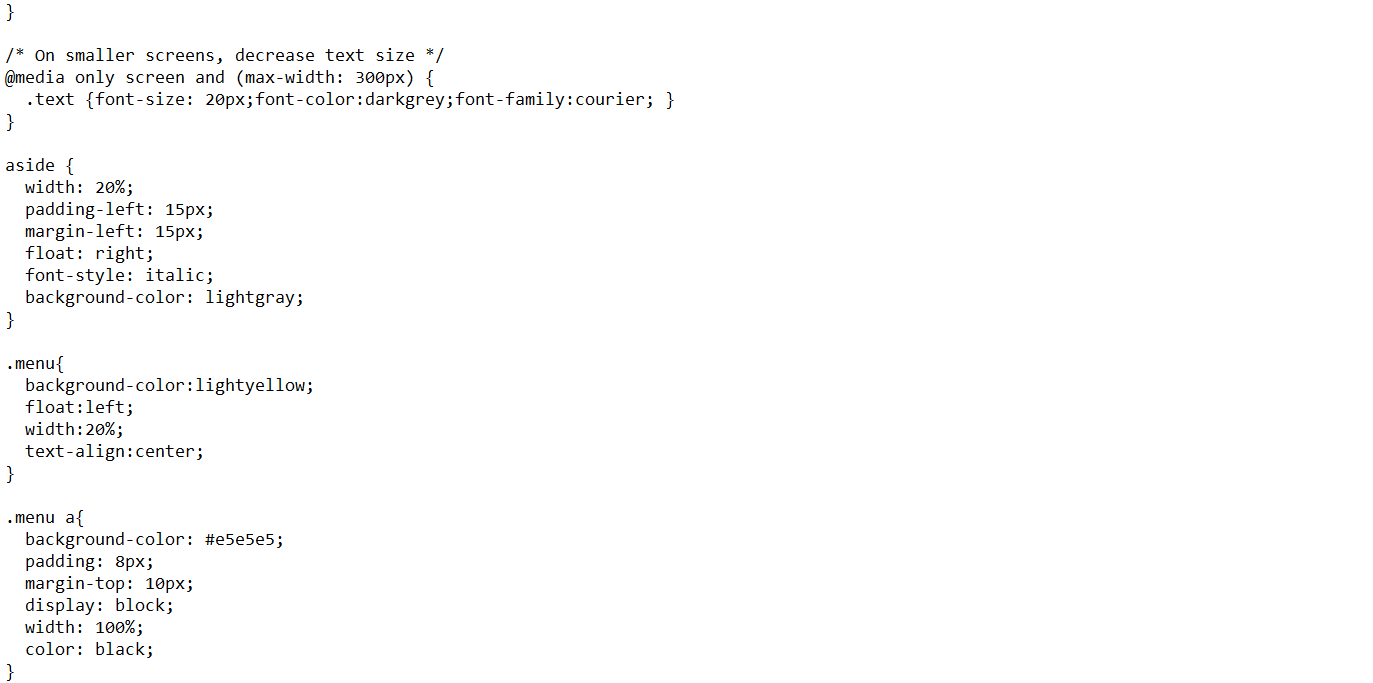 }

/* On smaller screens, decrease text size */
@media only screen and (max-width: 300px) {
  .text {font-size: 20px;font-color:darkgrey;font-family:courier; }
}

aside {
  width: 20%;
  padding-left: 15px;
  margin-left: 15px;
  float: right;
  font-style: italic;
  background-color: lightgray;
}

.menu{
  background-color:lightyellow;
  float:left;
  width:20%;
  text-align:center;
}

.menu a{
  background-color: #e5e5e5;
  padding: 8px;
  margin-top: 10px;
  display: block;
  width: 100%;
  color: black;
}